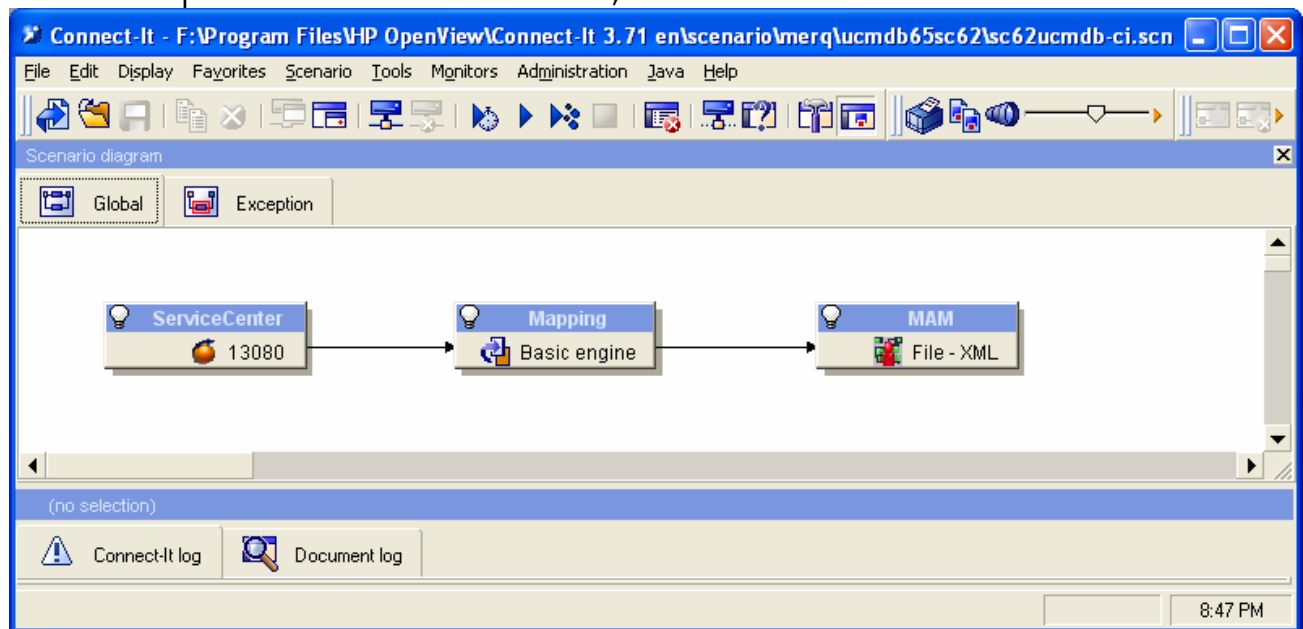 Connect-It - F:\Program Files\HP OpenView\Connect-It 3.71 en\scenario\merq\ucmdb65sc62\sc62ucmdb-ci.scn
File Edit Display Favorites Scenario Tools Monitors Administration Java Help
Scenario diagram
Global Exception
ServiceCenter Mapping MAM
13080 Basic engine File - XML
(no selection)
Connect-It log Document log
8:47 PM